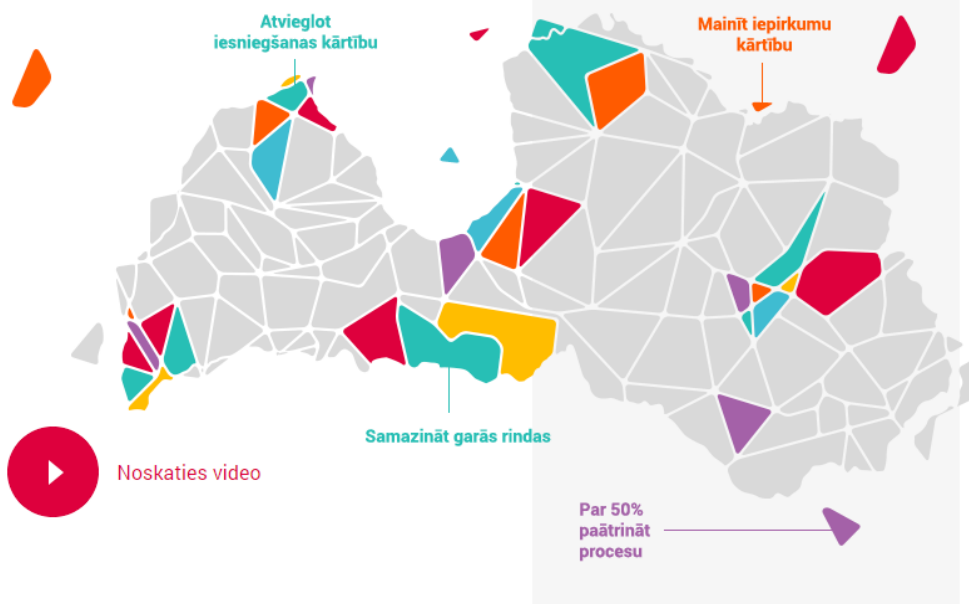 Atvieglot
iesniegšanas kārtību
Mainīt iepirkumu
kārtību
Samazināt garās rindas
Noskaties video
Par 50%
paātrināt
procesu